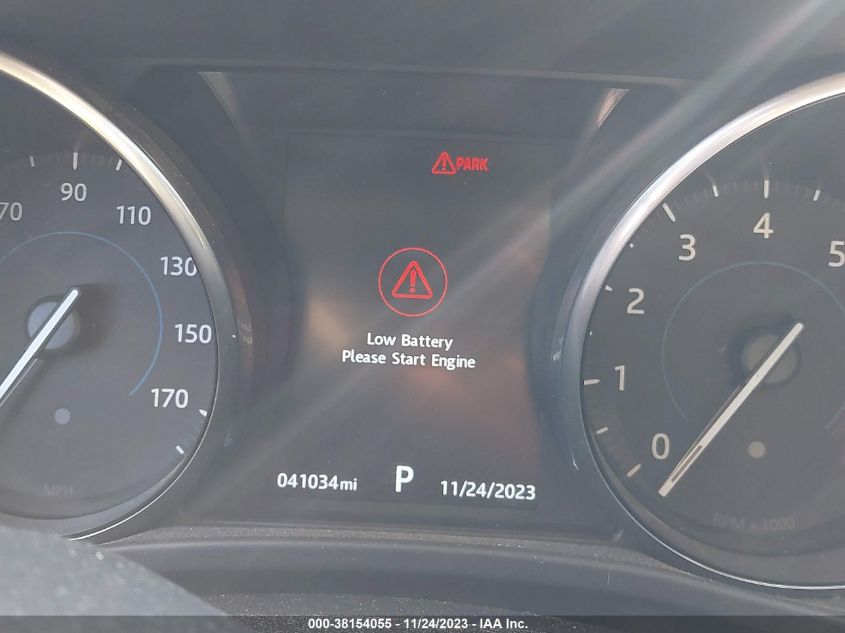 PARK
70
90
110
130
150
170
MPH
Low Battery
Please Start Engine
041034mi P 11/24/2023
0
1
2
3
4
5
RPM x 1000
000-38154055 - 11/24/2023 - IAA Inc.